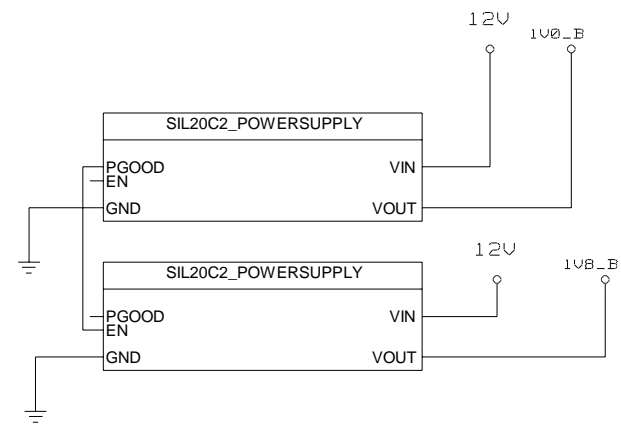 12V
1V0_B
SIL20C2_POWERSUPPLY
PGOOD VIN
EN
GND VOUT
12V
1V8_B
SIL20C2_POWERSUPPLY
PGOOD VIN
EN
GND VOUT